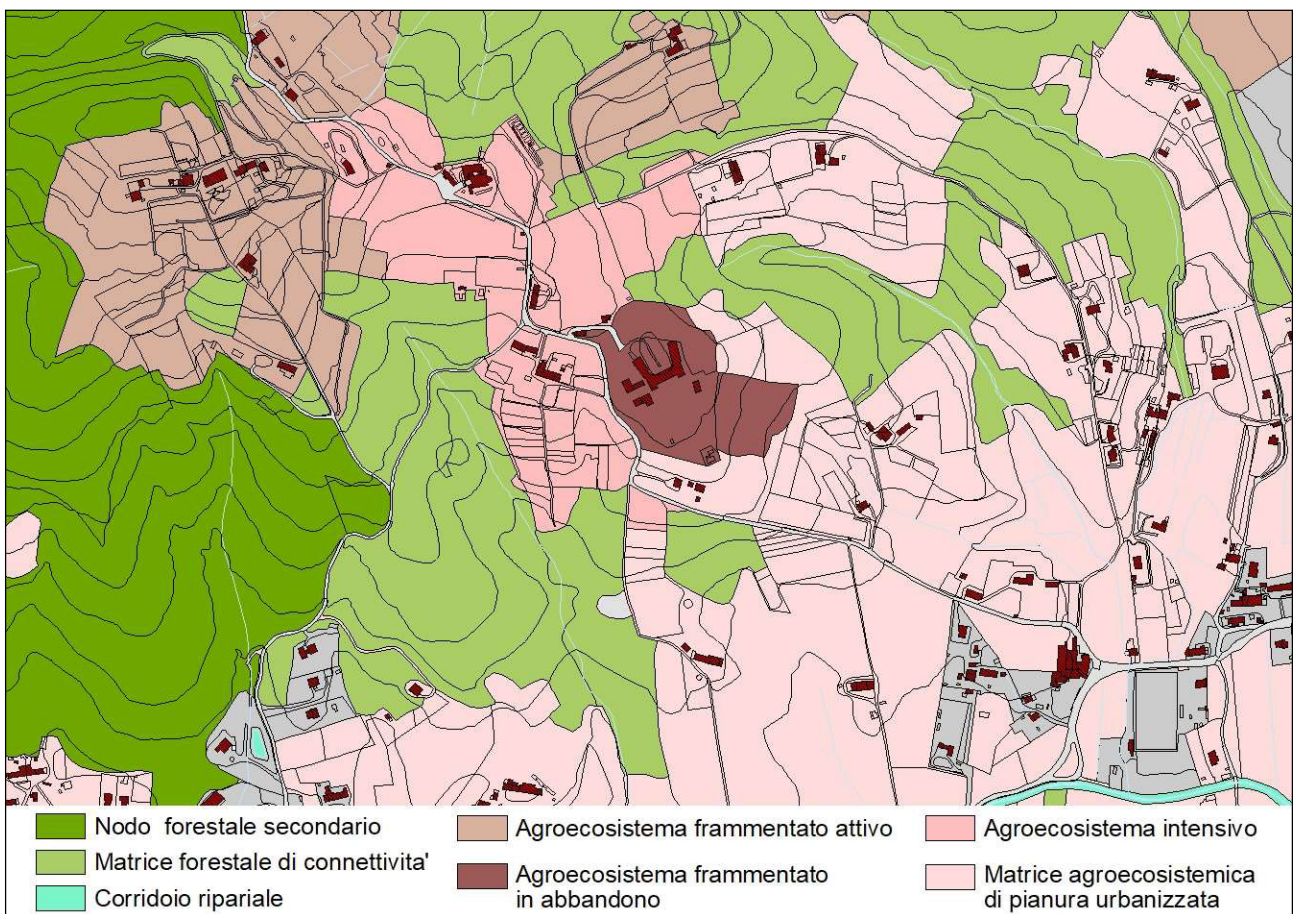 Nodo forestale secondario
Matrice forestale di connettivita'
Corridoio ripariale
Agroecosistema frammentato attivo
Agroecosistema frammentato
in abbandono
Agroecosistema intensivo
Matrice agroecosistemica
di pianura urbanizzata